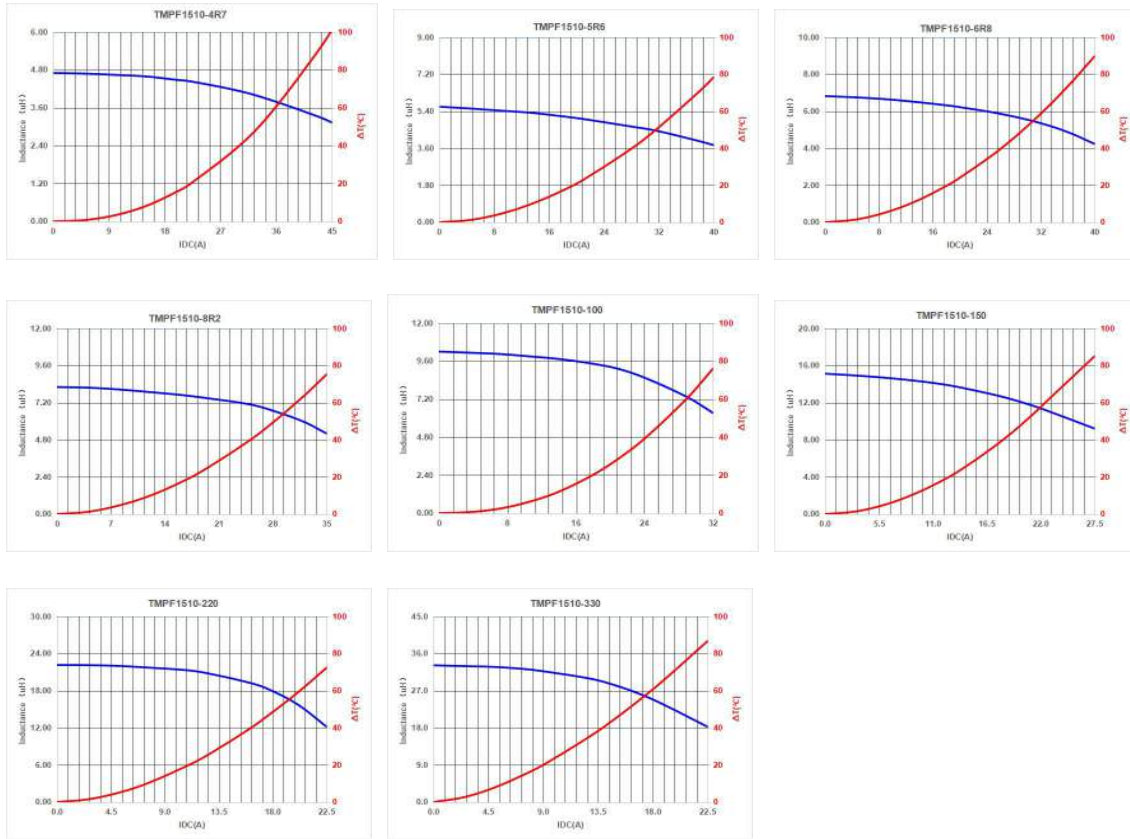 TMPF1510-4R7
6.00
4.80
3.60
2.40
1.20
0.00
Inductance (uH)
100
80
60
40
20
0
ΔT(℃)
0 9 18 27 36 45
IDC(A)
TMPF1510-5R6
9.00
7.20
5.40
3.60
1.80
0.00
Inductance (uH)
100
80
60
40
20
0
ΔT(℃)
0 8 16 24 32 40
IDC(A)
TMPF1510-6R8
10.00
8.00
6.00
4.00
2.00
0.00
Inductance (uH)
100
80
60
40
20
0
ΔT(℃)
0 8 16 24 32 40
IDC(A)
TMPF1510-8R2
12.00
9.60
7.20
4.80
2.40
0.00
Inductance (uH)
100
80
60
40
20
0
ΔT(℃)
0 7 14 21 28 35
IDC(A)
TMPF1510-100
12.00
9.60
7.20
4.80
2.40
0.00
Inductance (uH)
100
80
60
40
20
0
ΔT(℃)
0 8 16 24 32
IDC(A)
TMPF1510-150
20.00
16.00
12.00
8.00
4.00
0.00
Inductance (uH)
100
80
60
40
20
0
ΔT(℃)
0.0 5.5 11.0 16.5 22.0 27.5
IDC(A)
TMPF1510-220
30.00
24.00
18.00
12.00
6.00
0.00
Inductance (uH)
100
80
60
40
20
0
ΔT(℃)
0.0 4.5 9.0 13.5 18.0 22.5
IDC(A)
TMPF1510-330
45.0
36.0
27.0
18.0
9.0
0.0
Inductance (uH)
100
80
60
40
20
0
ΔT(℃)
0.0 4.5 9.0 13.5 18.0 22.5
IDC(A)